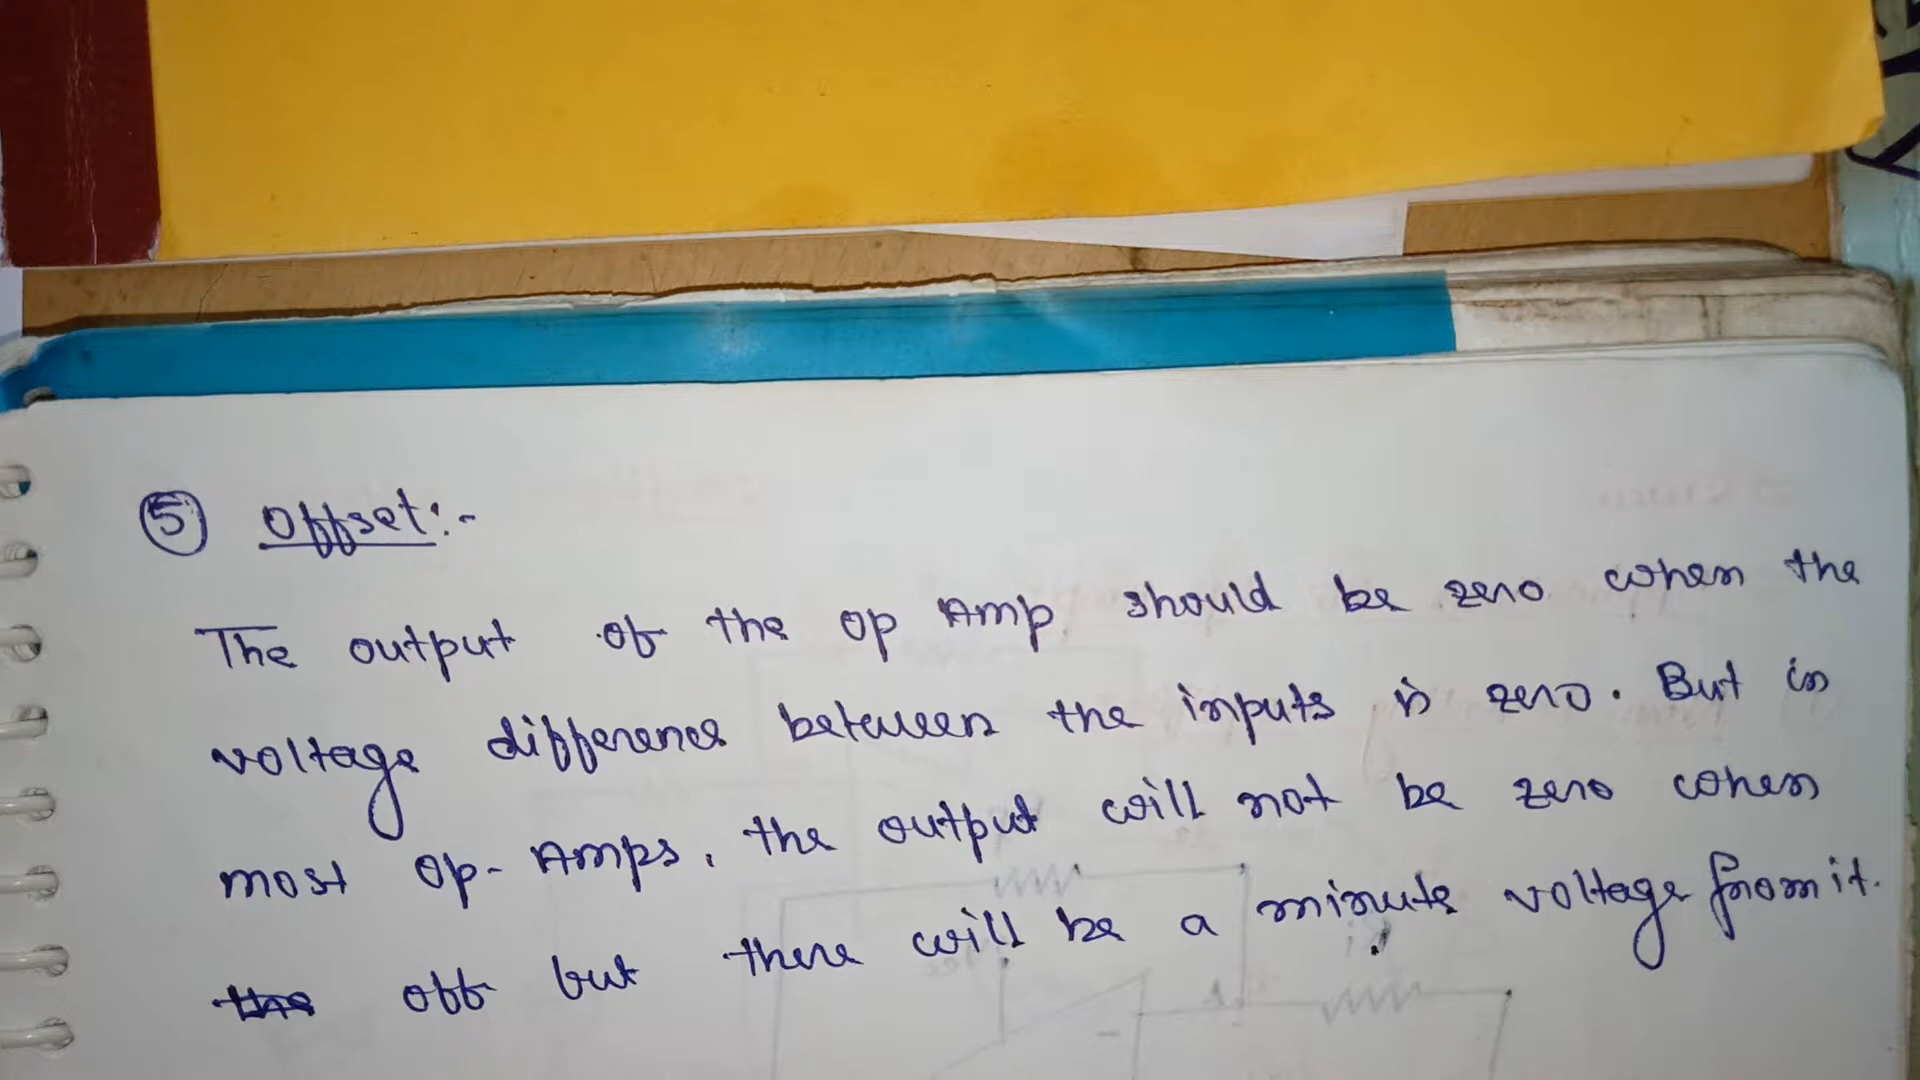 ⑤ Offset:-
The output of the op Amp should be zero when the
voltage difference between the inputs is zero. But in
most op-Amps, the output will not be zero when
off but there will be a minute voltage from it.